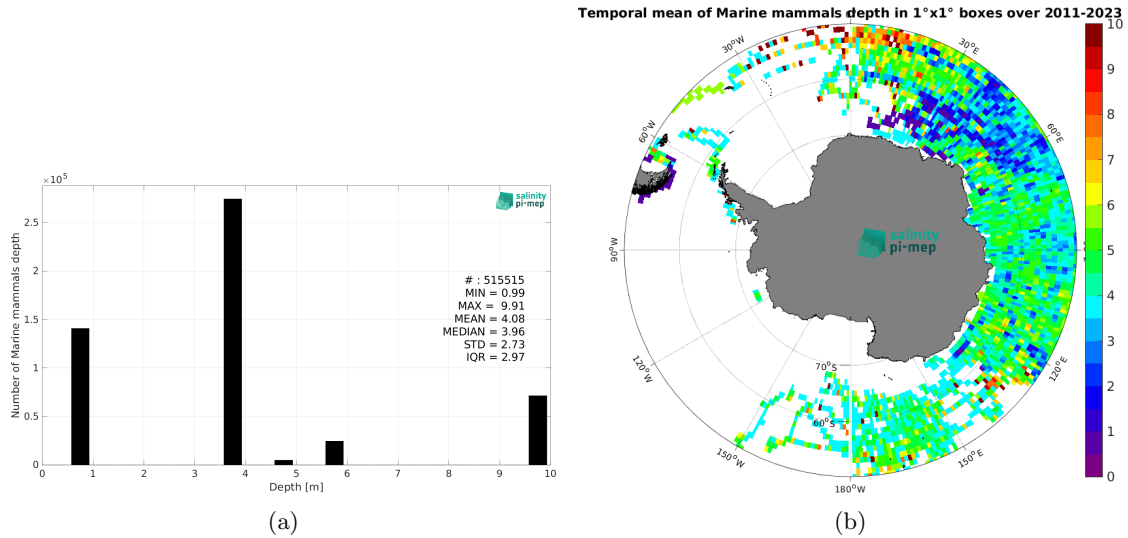 Temporal mean of Marine mammals depth in 1°x1° boxes over 2011-2023
×10⁵
2.5
2
1.5
1
0.5
0
Number of Marine mammals depth
1
2
3
4
5
6
7
8
9
10
Depth [m]
salinity
pi-mep
# : 515515
MIN = 0.99
MAX = 9.91
MEAN = 4.08
MEDIAN = 3.96
STD = 2.73
IQR = 2.97
(a)
30°W
30°E
60°W
60°E
90°W
120°W
120°E
150°W
150°E
180°W
70°S
60°S
salinity
pi-mep
10
9
8
7
6
5
4
3
2
1
0
(b)